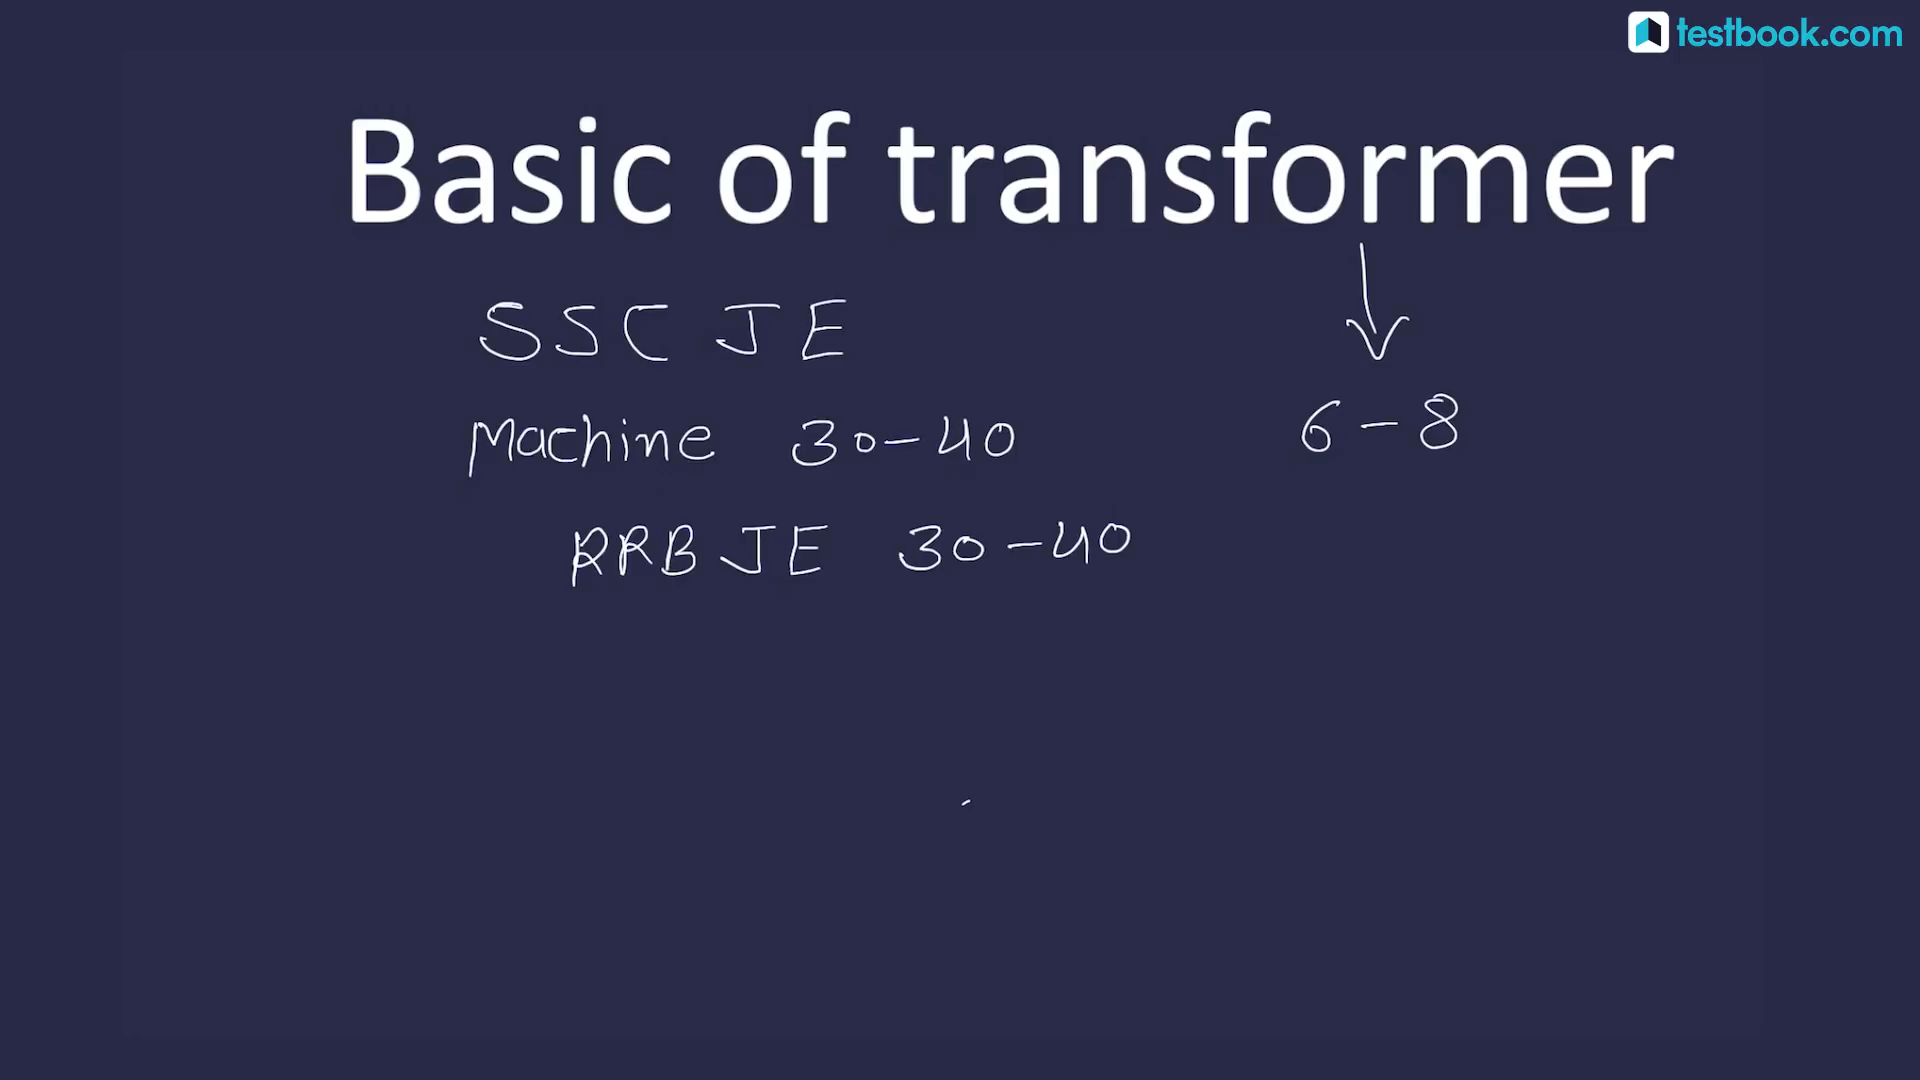 testbook.com
Basic of transformer
SSC JE
Machine 30-40
6-8
RRB JE 30-40